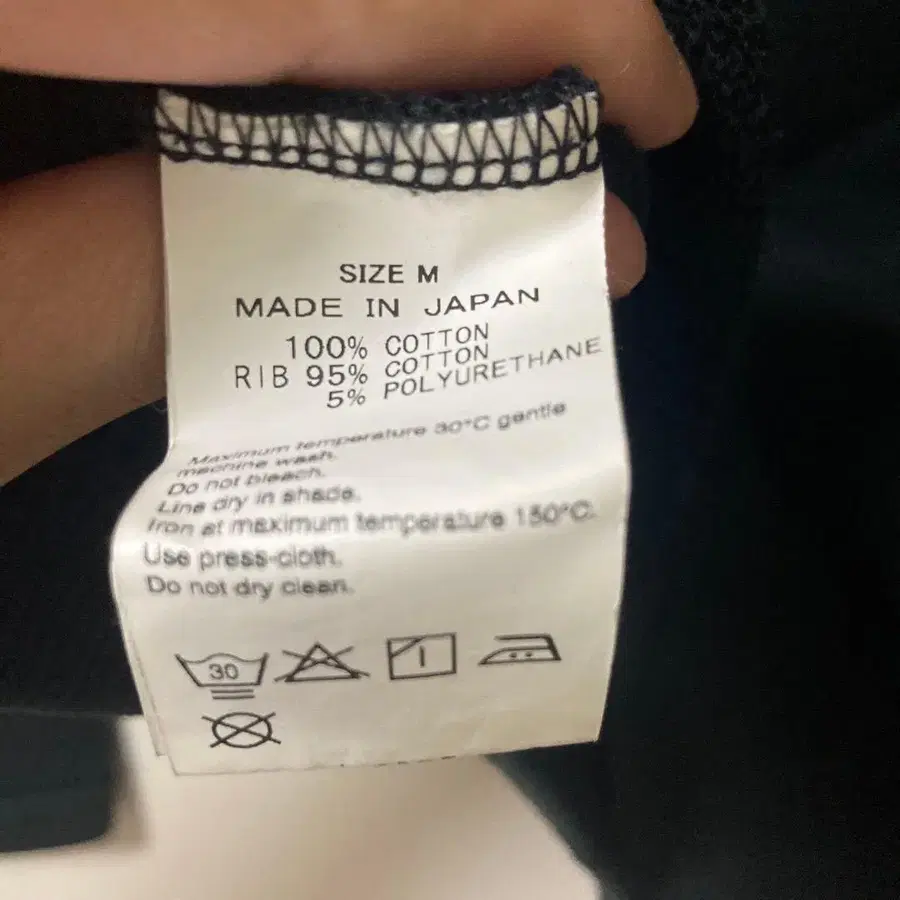 SIZE M
MADE IN JAPAN
100% COTTON
RIB 95% COTTON
5% POLYURETHANE
Maximum temperature 30°C gentle
machine wash.
Do not bleach.
Line dry in shade.
Iron at maximum temperature 150°C.
Use press-cloth.
Do not dry clean.
30